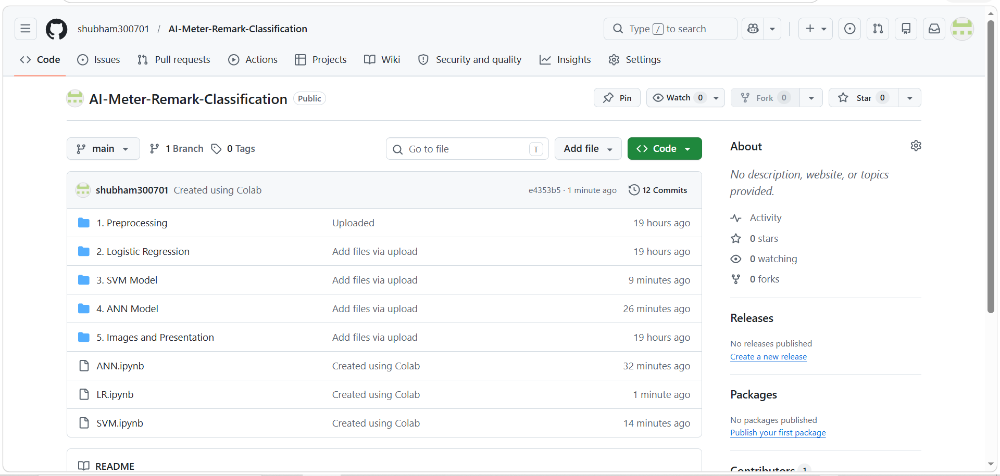 shubham300701 / AI-Meter-Remark-Classification
Type / to search
Code Issues Pull requests Actions Projects Wiki Security and quality Insights Settings
AI-Meter-Remark-Classification Public
Pin Watch 0 Fork 0 Star 0
main 1 Branch 0 Tags
Go to file T Add file Code
shubham300701 Created using Colab e4353b5 · 1 minute ago 12 Commits
1. Preprocessing Uploaded 19 hours ago
2. Logistic Regression Add files via upload 19 hours ago
3. SVM Model Add files via upload 9 minutes ago
4. ANN Model Add files via upload 26 minutes ago
5. Images and Presentation Add files via upload 19 hours ago
ANN.ipynb Created using Colab 32 minutes ago
LR.ipynb Created using Colab 1 minute ago
SVM.ipynb Created using Colab 14 minutes ago
README
About
No description, website, or topics
provided.
Activity
0 stars
0 watching
0 forks
Releases
No releases published
Create a new release
Packages
No packages published
Publish your first package
Contributors 1